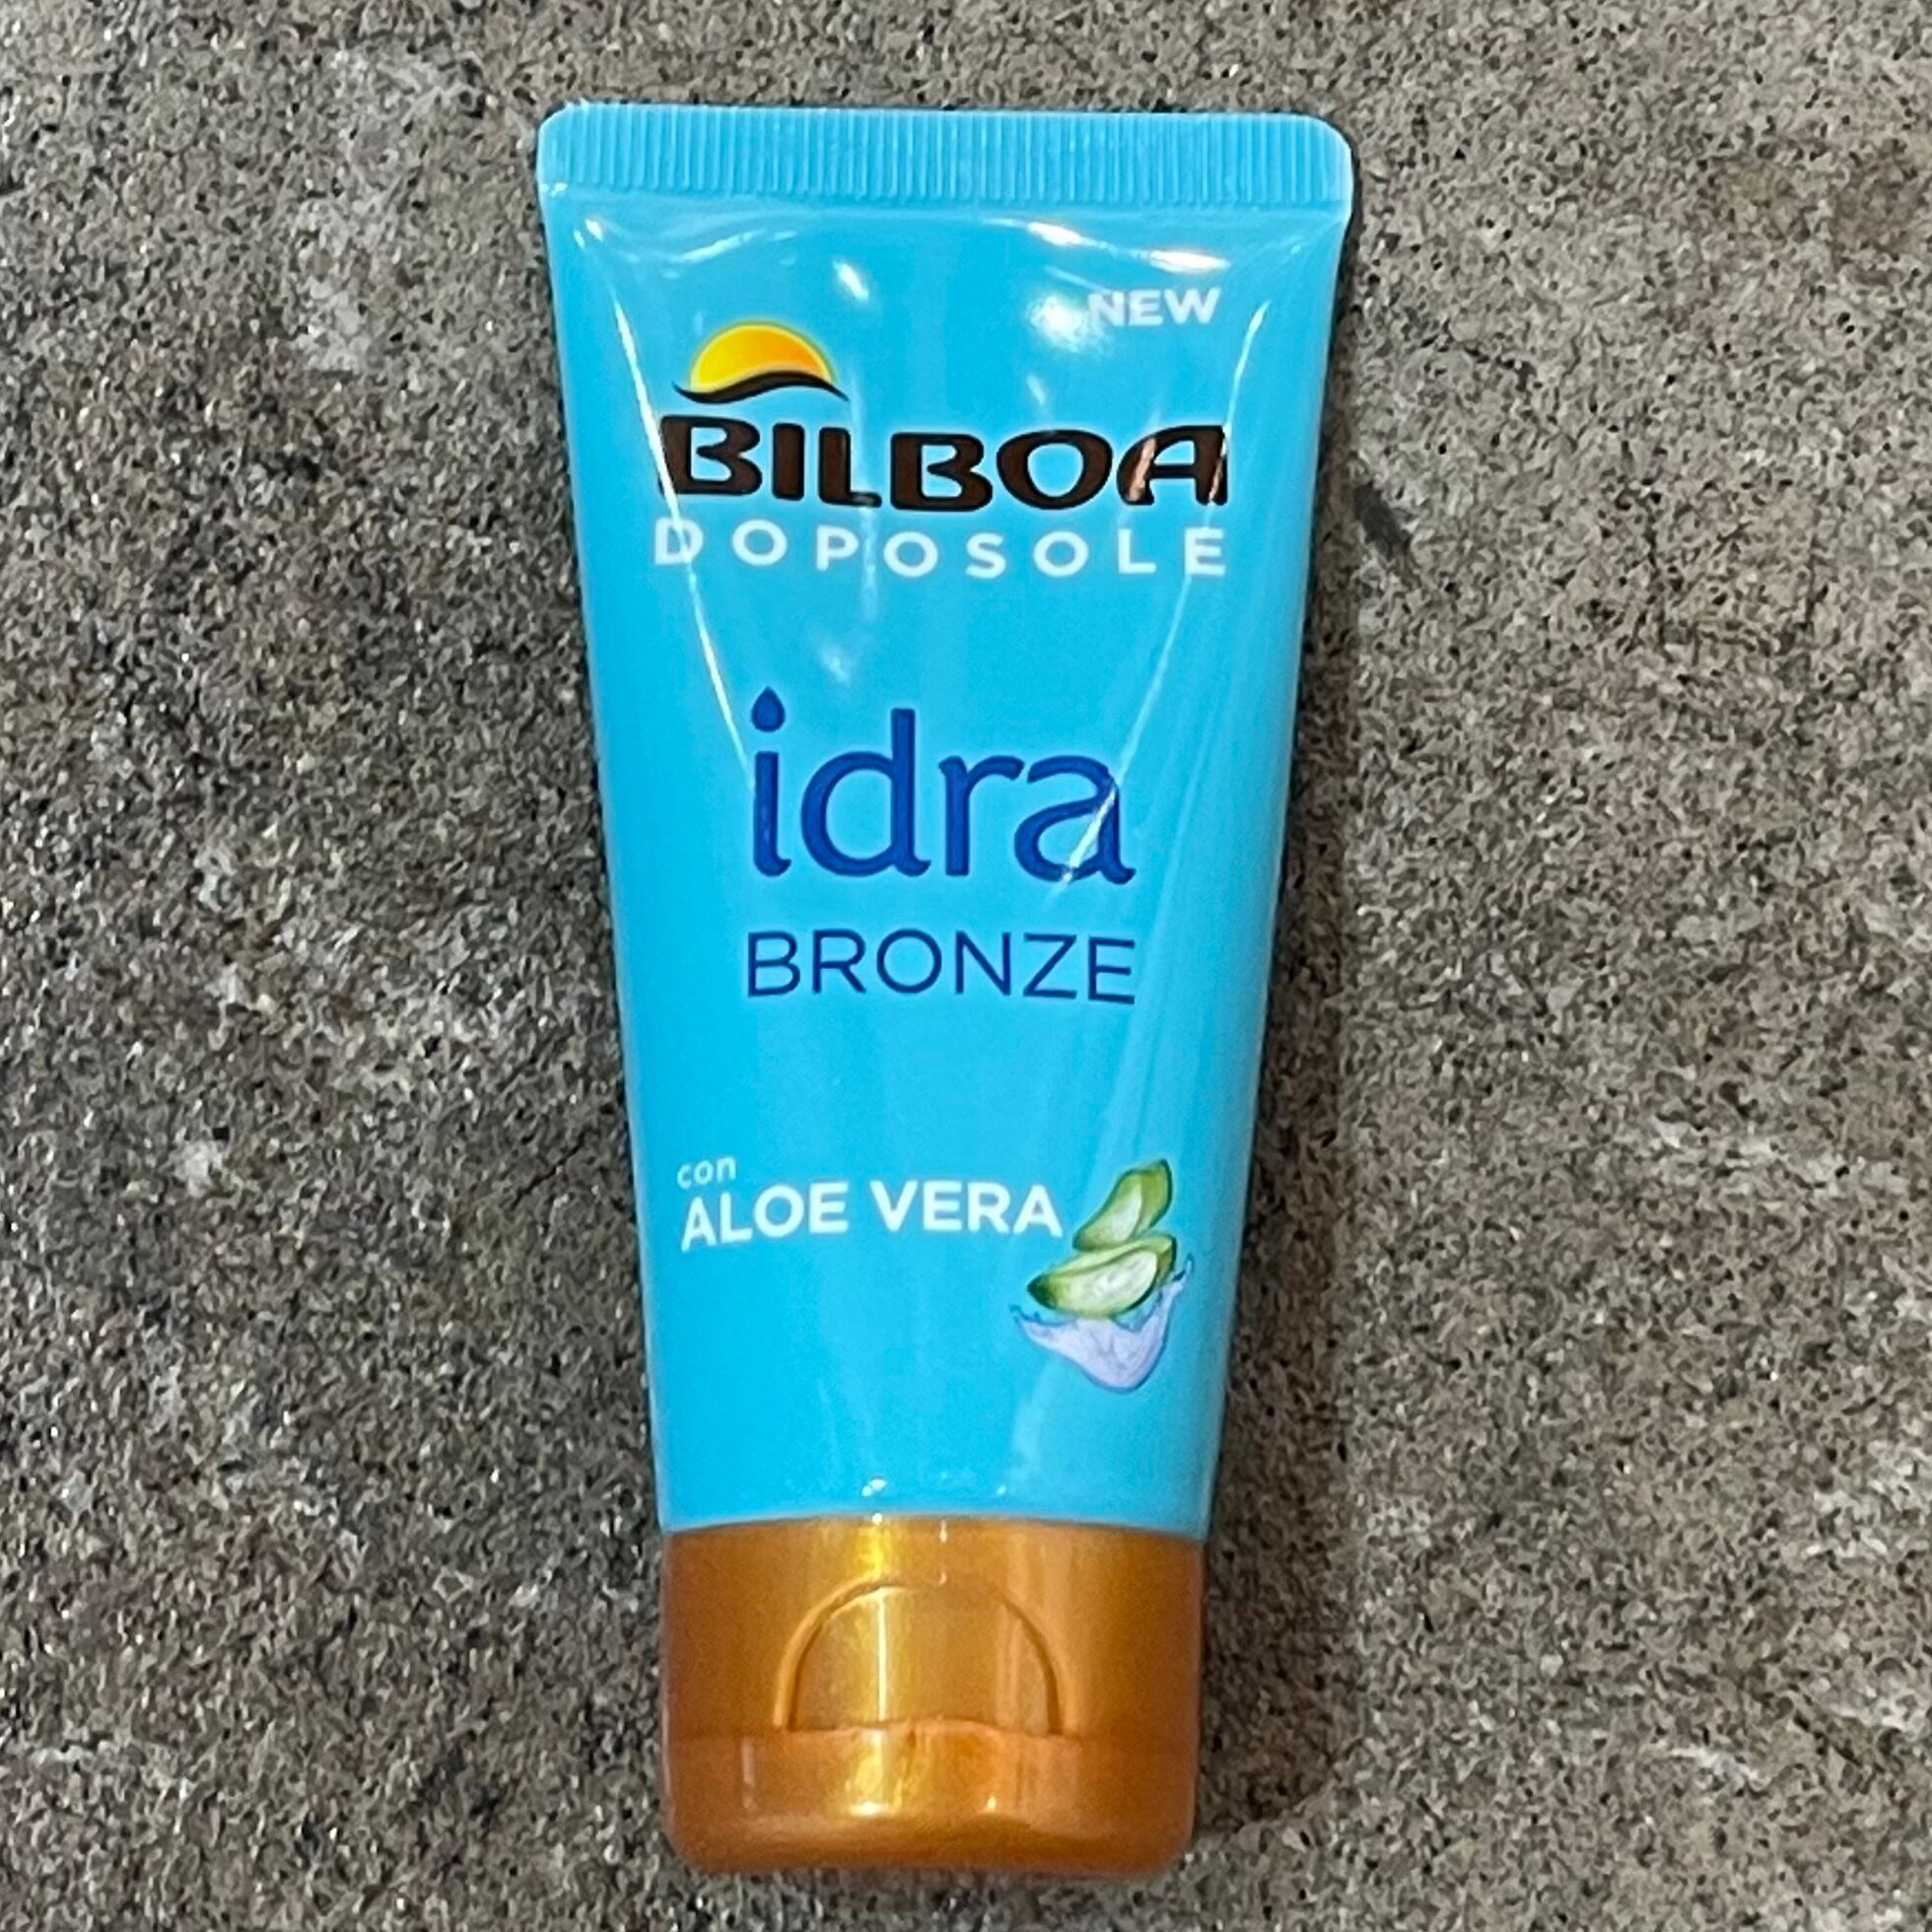 NEW
BILBOA
DOPOSOLE
idra
BRONZE
con
ALOE VERA